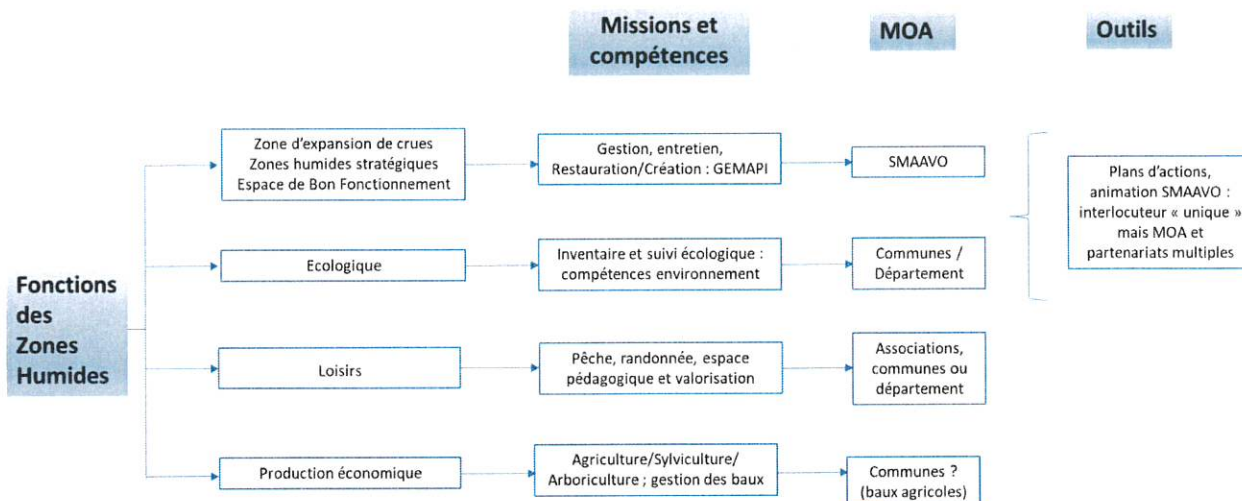 Missions et
compétences
MOA
Outils
Fonctions
des
Zones
Humides
Zone d'expansion de crues
Zones humides stratégiques
Espace de Bon Fonctionnement
Gestion, entretien,
Restauration/Création : GEMAPI
SMAAVO
Ecologique
Inventaire et suivi écologique :
compétences environnement
Communes /
Département
Loisirs
Pêche, randonnée, espace
pédagogique et valorisation
Associations,
communes ou
département
Production économique
Agriculture/Sylviculture/
Arboriculture ; gestion des baux
Communes ?
(baux agricoles)
Plans d'actions,
animation SMAAVO :
interlocuteur « unique »
mais MOA et
partenariats multiples